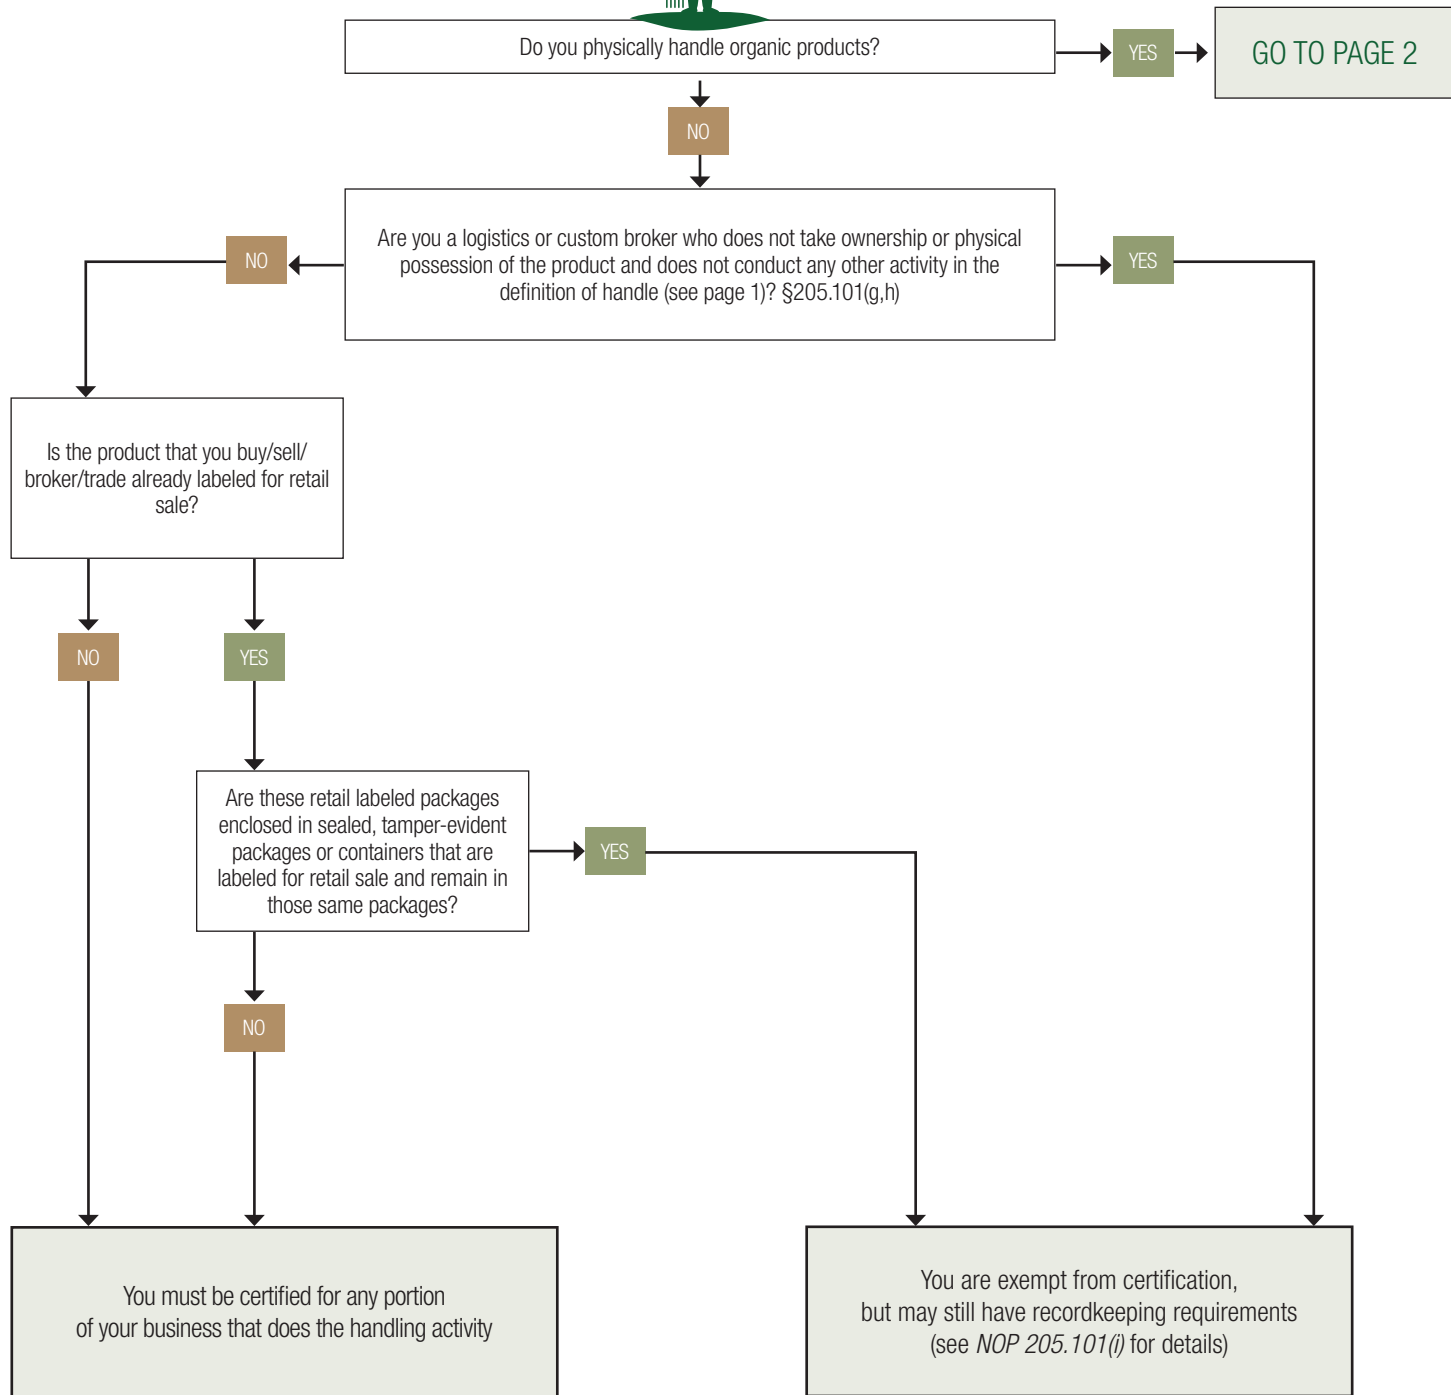 Do you physically handle organic products?
YES
GO TO PAGE 2
NO
Are you a logistics or custom broker who does not take ownership or physical
possession of the product and does not conduct any other activity in the
definition of handle (see page 1)? §205.101(g,h)
NO
YES
Is the product that you buy/sell/
broker/trade already labeled for retail
sale?
NO
YES
Are these retail labeled packages
enclosed in sealed, tamper-evident
packages or containers that are
labeled for retail sale and remain in
those same packages?
YES
NO
You must be certified for any portion
of your business that does the handling activity
You are exempt from certification,
but may still have recordkeeping requirements
(see NOP 205.101(i) for details)